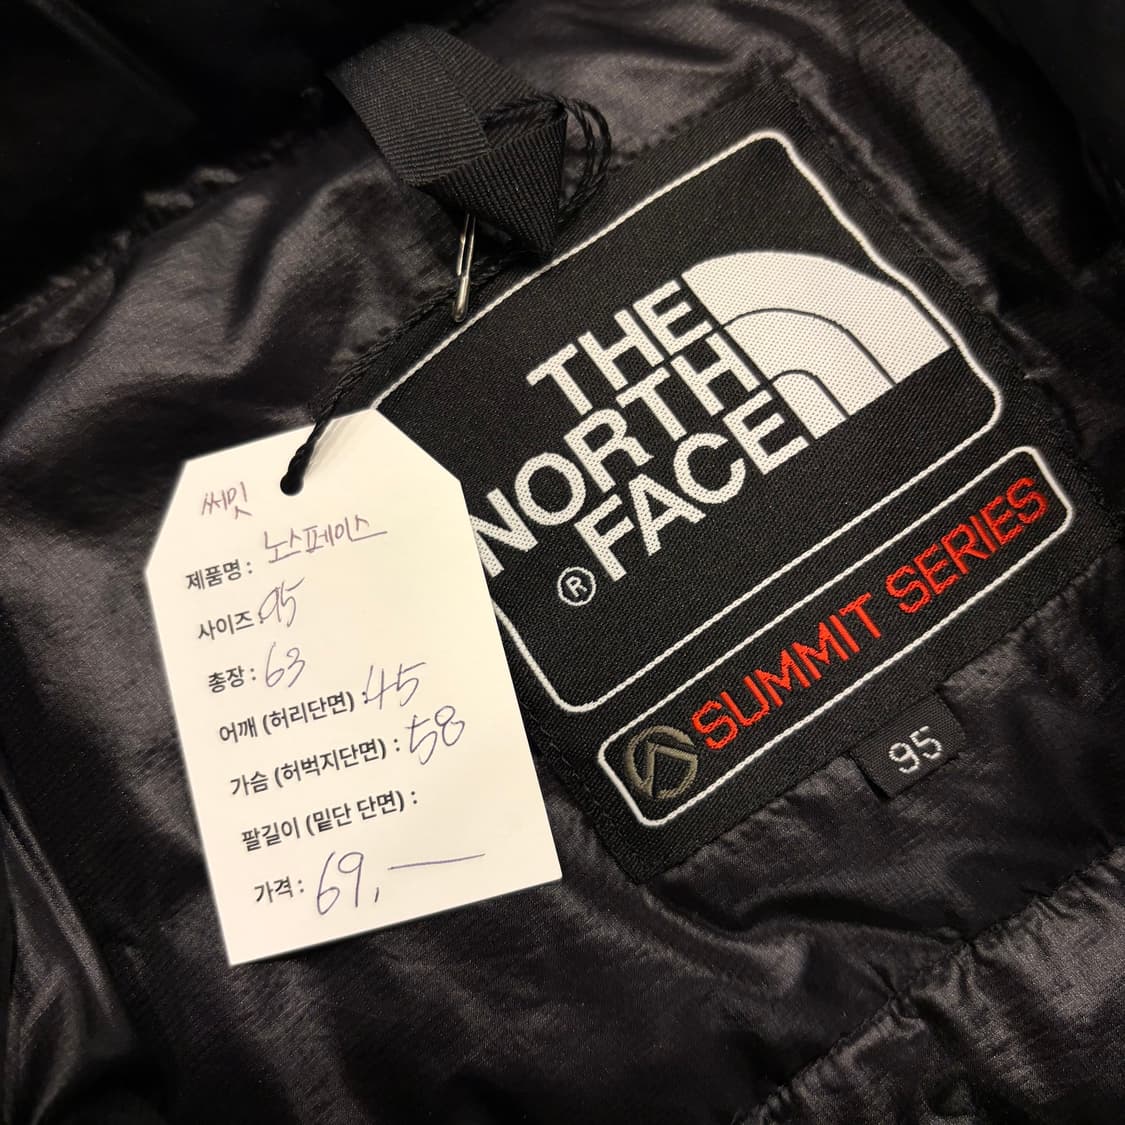 써밋
제품명 : 노스페이스
사이즈 : 95
총장 : 63
어깨 (허리단면) : 45
가슴 (허벅지단면) : 58
팔길이 (밑단 단면) :
가격 : 69,—
THE
NORTH
FACE
®
SUMMIT SERIES
95